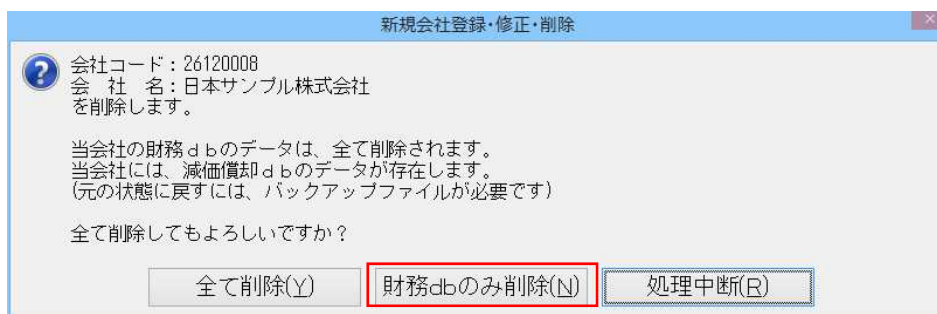 新規会社登録・修正・削除
会社コード：26120008
会　社　名：日本サンプル株式会社
を削除します。
当会社の財務ｄｂのデータは、全て削除されます。
当会社には、減価償却ｄｂのデータが存在します。
(元の状態に戻すには、バックアップファイルが必要です)
全て削除してもよろしいですか？
全て削除(Y)　財務dbのみ削除(N)　処理中断(R)